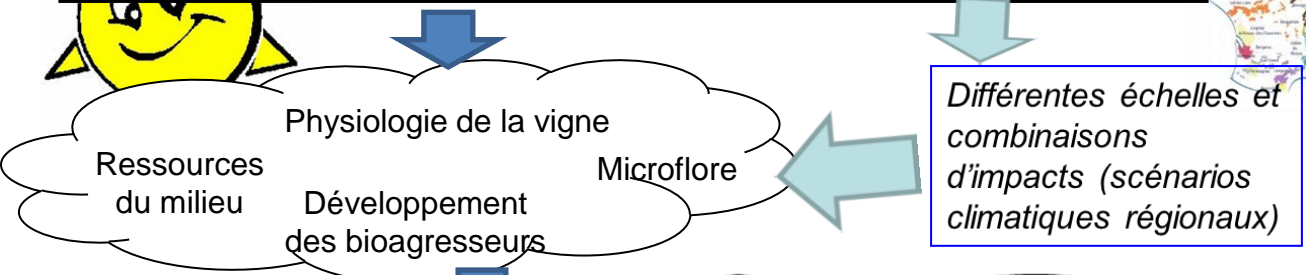 Physiologie de la vigne
Ressources
du milieu
Microflore
Développement
des bioagresseurs
Différentes échelles et
combinaisons
d'impacts (scénarios
climatiques régionaux)